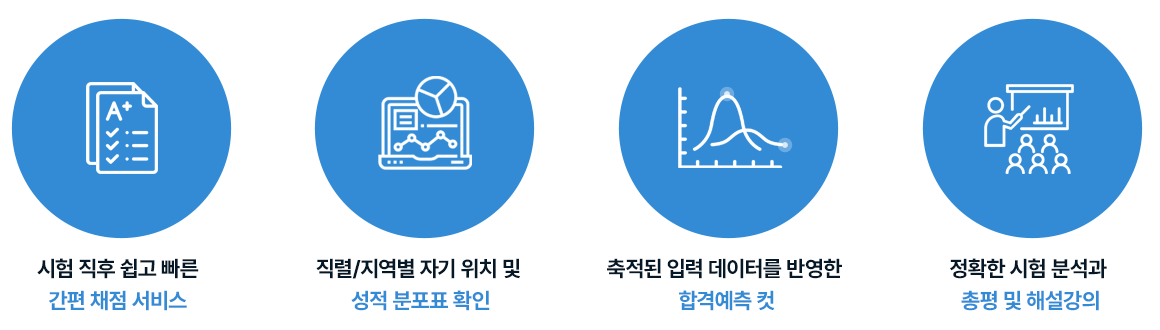 A+
시험 직후 쉽고 빠른
간편 채점 서비스
직렬/지역별 자기 위치 및
성적 분포표 확인
축적된 입력 데이터를 반영한
합격예측 컷
정확한 시험 분석과
총평 및 해설강의